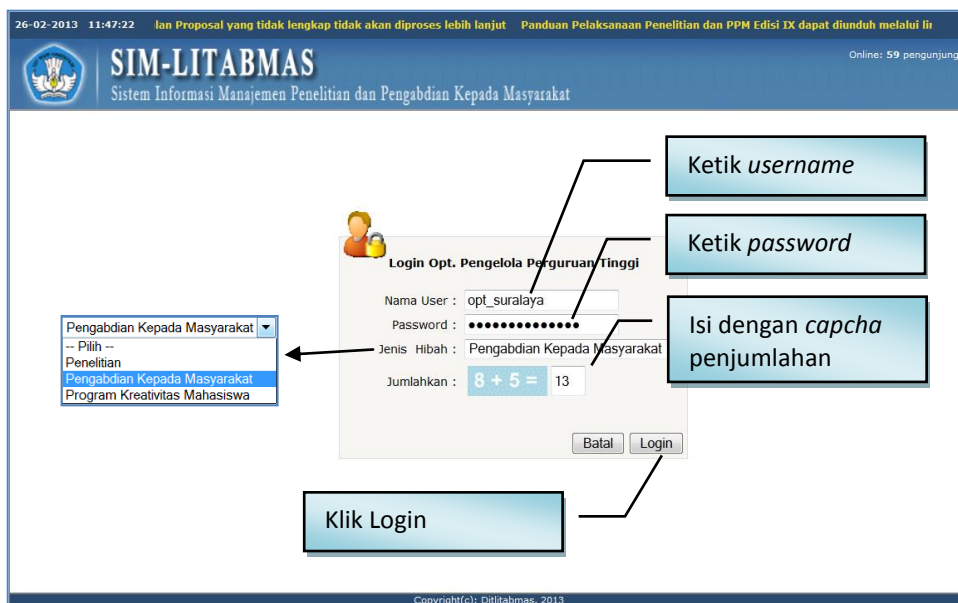 26-02-2013 11:47:22 lan Proposal yang tidak lengkap tidak akan diproses lebih lanjut Panduan Pelaksanaan Penelitian dan PPM Edisi IX dapat diunduh melalui lin
SIM-LITABMAS
Sistem Informasi Manajemen Penelitian dan Pengabdian Kepada Masyarakat
Online: 59 pengunjung
Ketik username
Ketik password
Login Opt. Pengelola Perguruan Tinggi
Nama User : opt_suralaya
Password : ●●●●●●●●●●●●●●
Jenis Hibah : Pengabdian Kepada Masyarakat
Jumlahkan : 8 + 5 = 13
Isi dengan capcha
penjumlahan
Pengabdian Kepada Masyarakat
-- Pilih --
Penelitian
Pengabdian Kepada Masyarakat
Program Kreativitas Mahasiswa
Batal Login
Klik Login
Copyright(c): Ditlitabmas, 2013